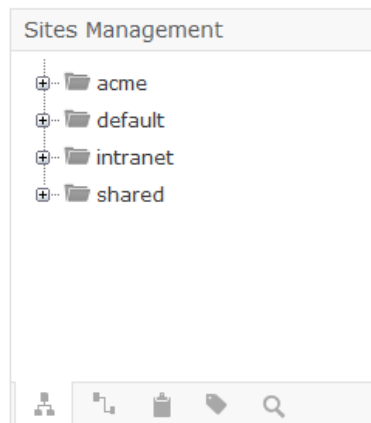 Sites Management
acme
default
intranet
shared